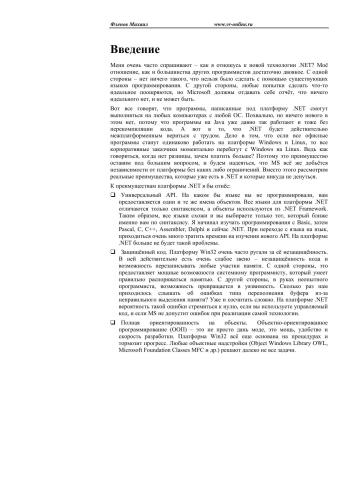 Фленов Михаил www.vr-online.ru
Введение
Меня очень часто спрашивают – как я отношусь к новой технологии .NET? Моё
отношение, как и большинства других программистов достаточно двоякое. С одной
стороны – нет ничего такого, что нельзя было сделать с помощью существующих
языков программирования. С другой стороны, любые попытки сделать что-то
идеальное поощряются, но Microsoft должны отдавать себе отчёт, что ничего
идеального нет, и не может быть.
Вот все говорят, что программы, написанные под платформу .NET смогут
выполняться на любых компьютерах с любой ОС. Похвально, но ничего нового в
этом нет, потому что программы на Java уже давно так работают и тоже без
перекомпиляции кода. А вот в то, что .NET будет действительно
межплатформенным верится с трудом. Дело в том, что если все офисные
программы станут одинаково работать на платформе Windows и Linux, то все
корпоративные заказчики моментально перебегут с Windows на Linux. Ведь как
говориться, когда нет разницы, зачем платить больше? Поэтому это преимущество
оставим под большим вопросом, и будем надеяться, что MS всё же добьётся
независимости от платформы без каких либо ограничений. Вместо этого рассмотрим
реальные преимущества, которые уже есть в .NET и которые никуда не денуться.
К преимуществам платформы .NET я бы отнёс:
❑ Универсальный API. На каком бы языке вы не программировали, вам
предоставляется один и те же имена объектов. Все языки для платформы .NET
отличаются только синтаксисом, а объекты используются из .NET Framework.
Таким образом, все языки схожи и вы выбираете только тот, который ближе
именно вам по синтаксису. Я начинал изучать программирование с Basic, затем
Pascal, C, C++, Assembler, Delphi и сейчас .NET. При переходе с языка на язык,
приходиться очень много тратить времени на изучении нового API. На платформе
.NET больше не будет такой проблемы.
❑ Защищённый код. Платформу Win32 очень часто ругали за её незащищённость.
В ней действительно есть очень слабое звено – незащищённость кода и
возможность перезаписывать любые участки памяти. С одной стороны, это
предоставляет мощные возможности системному программисту, который умеет
правильно распоряжаться памятью. С другой стороны, в руках неопытного
программиста, возможность превращается в уязвимость. Сколько раз нам
приходилось слышать об ошибках типа переполнения буфера из-за
неправильного выделения памяти? Уже и сосчитать сложно. На платформе .NET
вероятность такой ошибки стремиться к нулю, если вы используете управляемый
код, и если MS не допустит ошибок при реализации самой технологии.
❑ Полная ориентированность на объекты. Объектно-ориентированное
программирование (ООП) – это не просто дань моде, это мощь, удобство и
скорость разработки. Платформа Win32 всё еще основана на процедурах и
тормозит прогресс. Любые объектные надстройки (Object Windows Library OWL,
Microsoft Foundation Classes MFC и др.) решают далеко не все задачи.